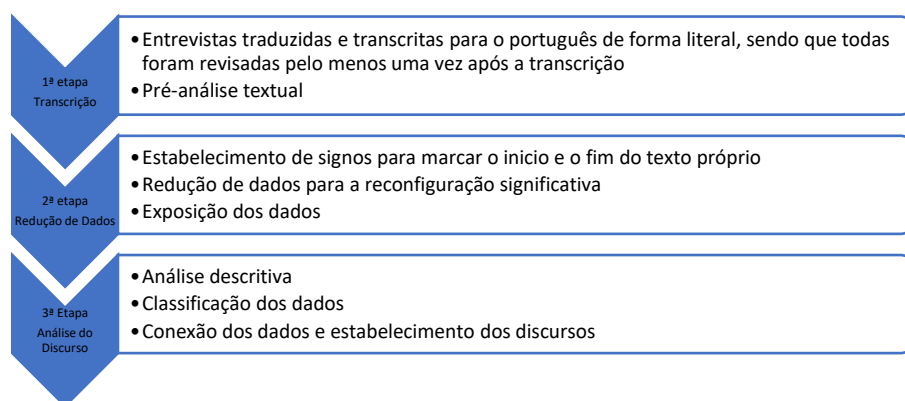 1ª etapa
Transcrição
• Entrevistas traduzidas e transcritas para o português de forma literal, sendo que todas
foram revisadas pelo menos uma vez após a transcrição
• Pré-análise textual
2ª etapa
Redução de Dados
• Estabelecimento de signos para marcar o inicio e o fim do texto próprio
• Redução de dados para a reconfiguração significativa
• Exposição dos dados
3ª Etapa
Análise do
Discurso
• Análise descritiva
• Classificação dos dados
• Conexão dos dados e estabelecimento dos discursos